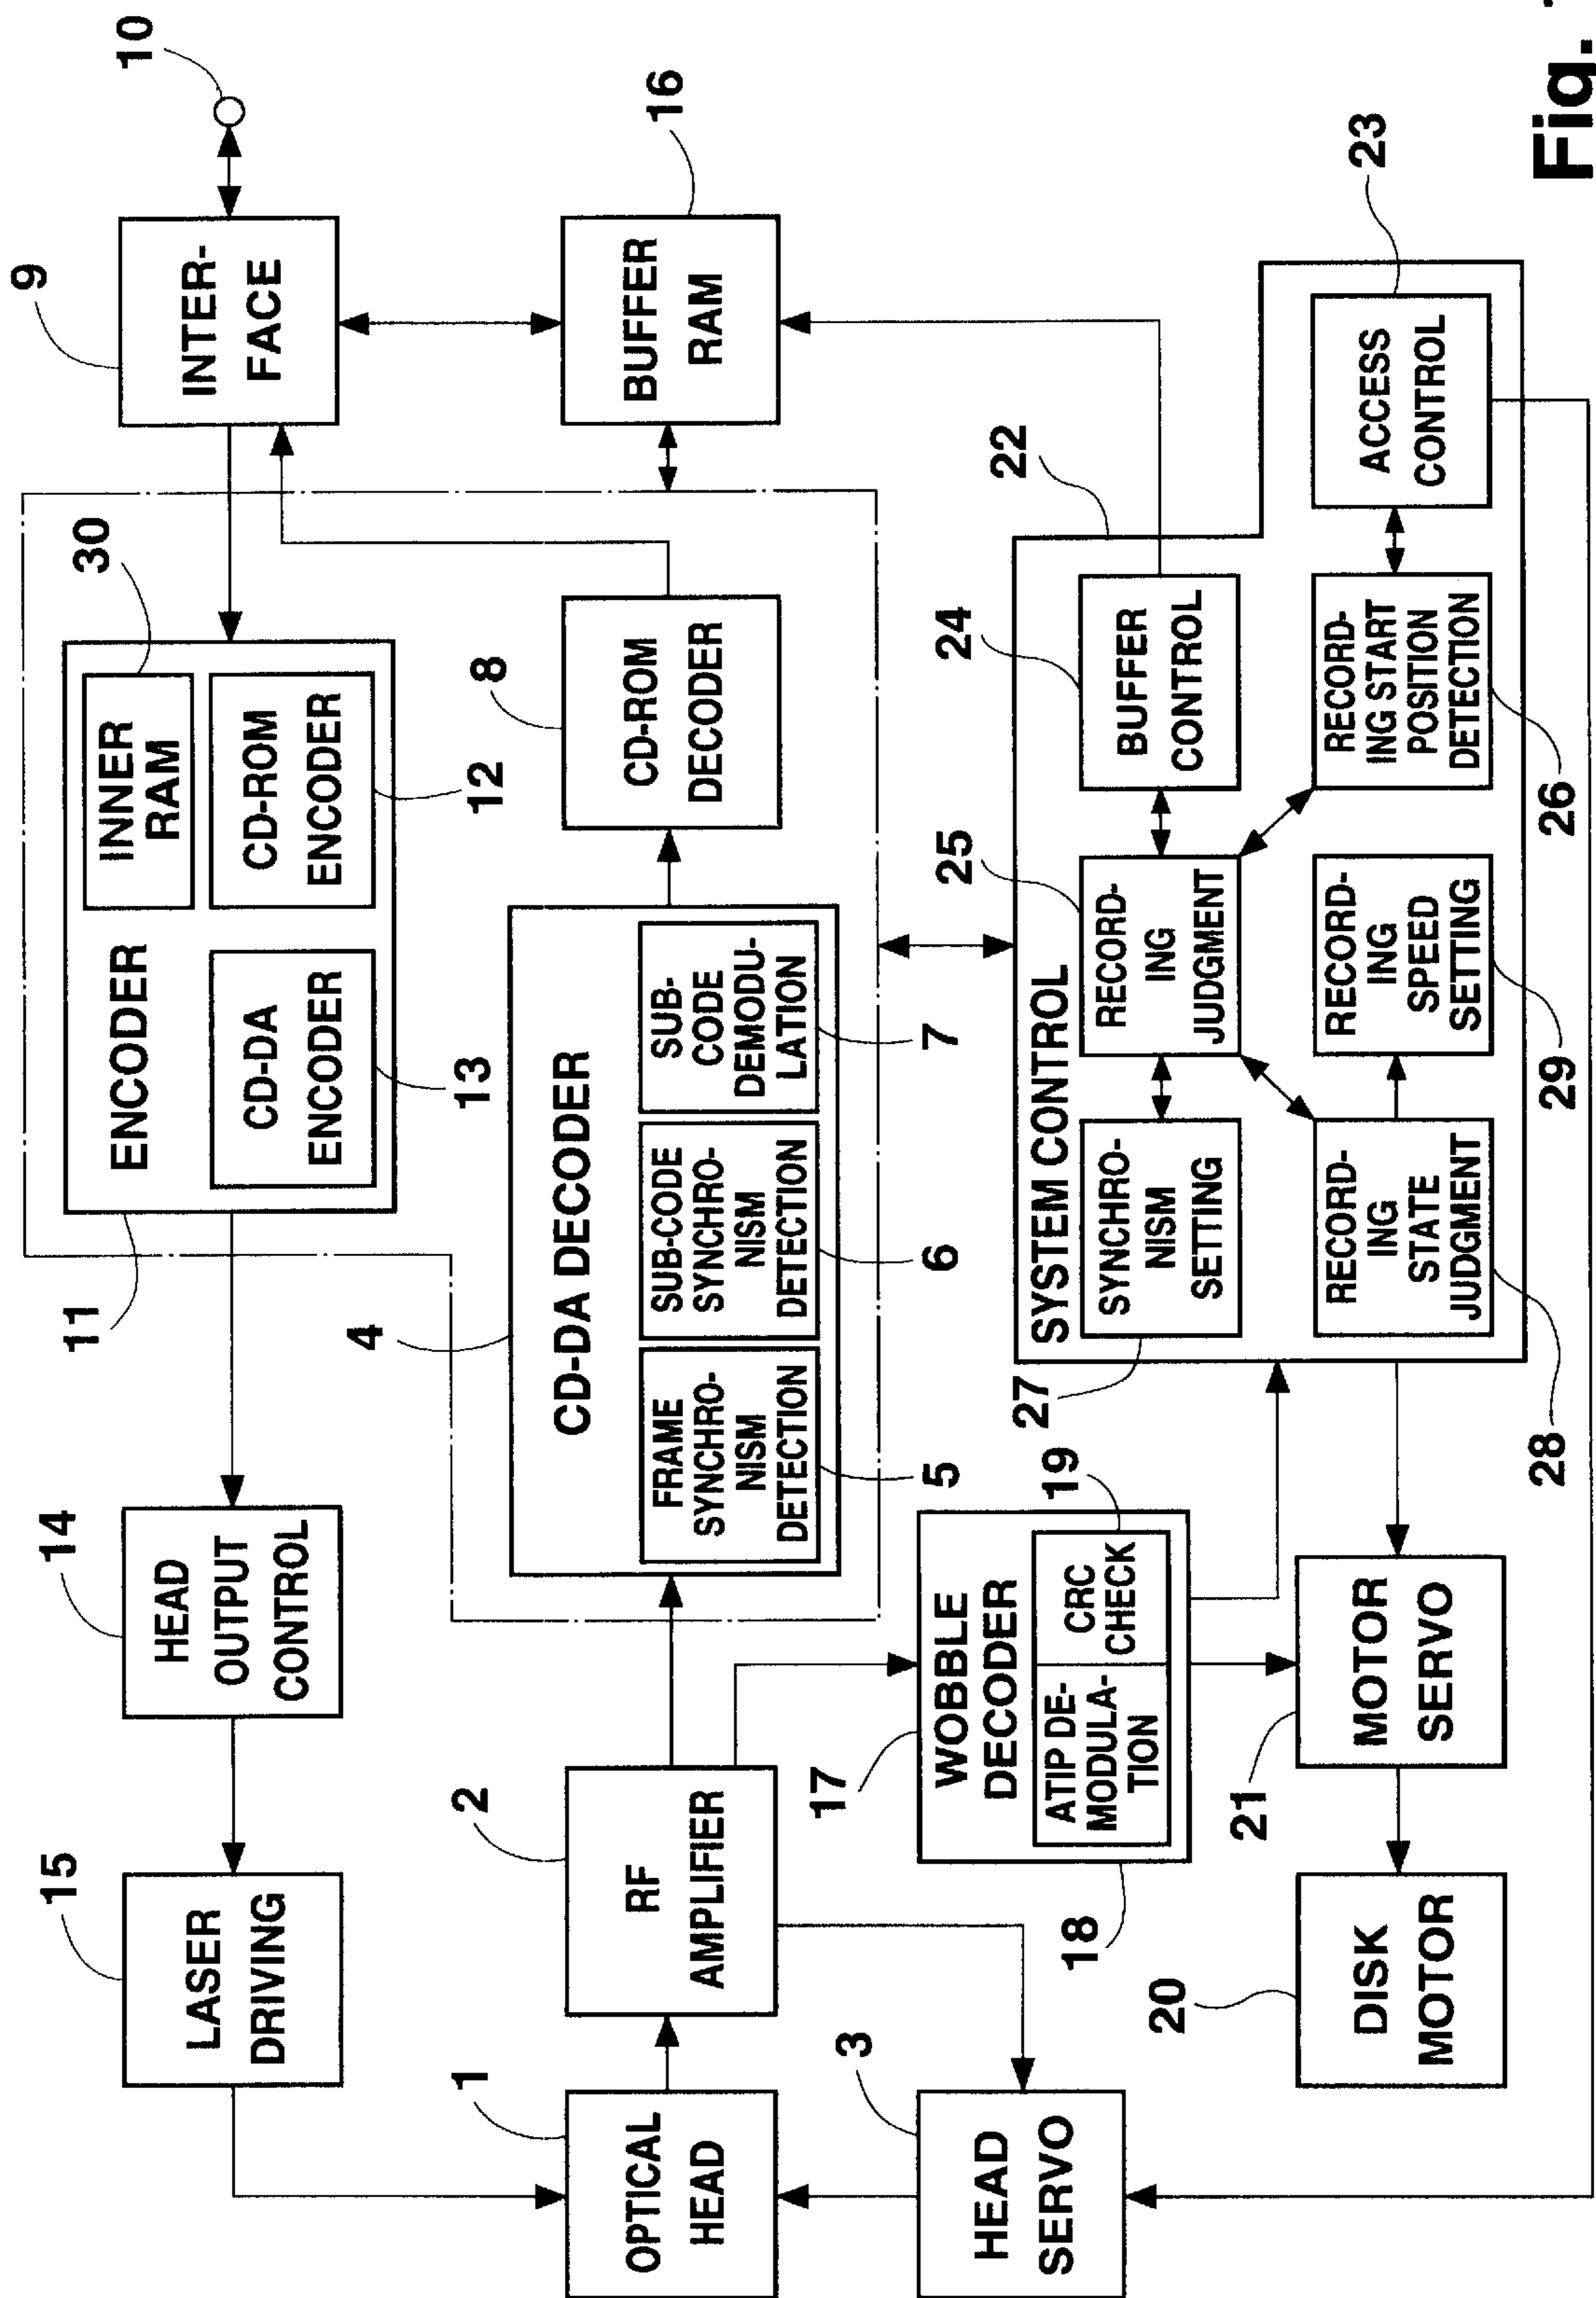 10
9
INTER-
FACE
16
BUFFER
RAM
30
INNER
RAM
ENCODER
CD-ROM
ENCODER
12
CD-DA
ENCODER
13
11
8
CD-ROM
DECODER
4
CD-DA DECODER
FRAME
SYNCHRO-
NISM
DETECTION
5
SUB-CODE
SYNCHRO-
NISM
DETECTION
6
SUB-
CODE
DEMODU-
LATION
7
14
HEAD
OUTPUT
CONTROL
15
LASER
DRIVING
2
RF
AMPLIFIER
1
OPTICAL
HEAD
3
HEAD
SERVO
17
WOBBLE
DECODER
ATIP DE-
MODULA-
TION
18
CRC
CHECK
19
20
DISK
MOTOR
21
MOTOR
SERVO
22
SYSTEM CONTROL
27
SYNCHRO-
NISM
SETTING
25
RECORD-
ING
JUDGMENT
24
BUFFER
CONTROL
23
ACCESS
CONTROL
RECORD-
ING
STATE
JUDGMENT
28
RECORD-
ING
SPEED
SETTING
29
RECORD-
ING START
POSITION
DETECTION
26
Fig.